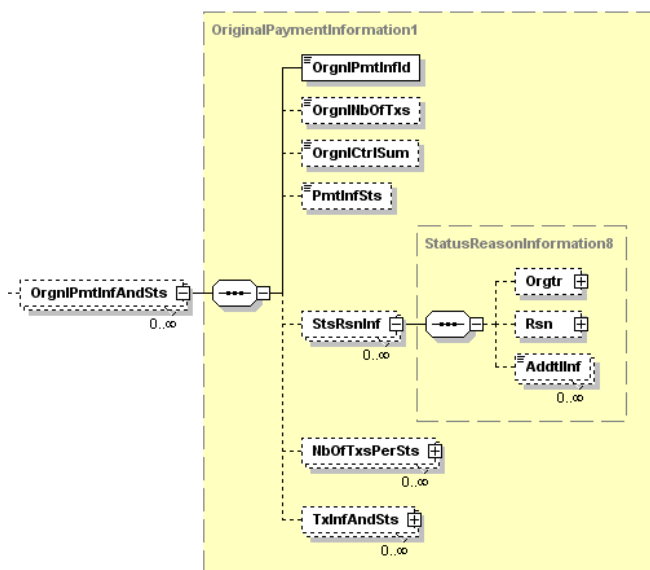 OriginalPaymentInformation1
OrgnlPmtInfId
OrgnlNbOfTxs
OrgnlCtrlSum
PmtInfSts
StatusReasonInformation8
OrgnlPmtInfAndSts
0..∞
StsRsnInf
0..∞
Orgtr
Rsn
AddtlInf
0..∞
NbOfTxsPerSts
0..∞
TxInfAndSts
0..∞